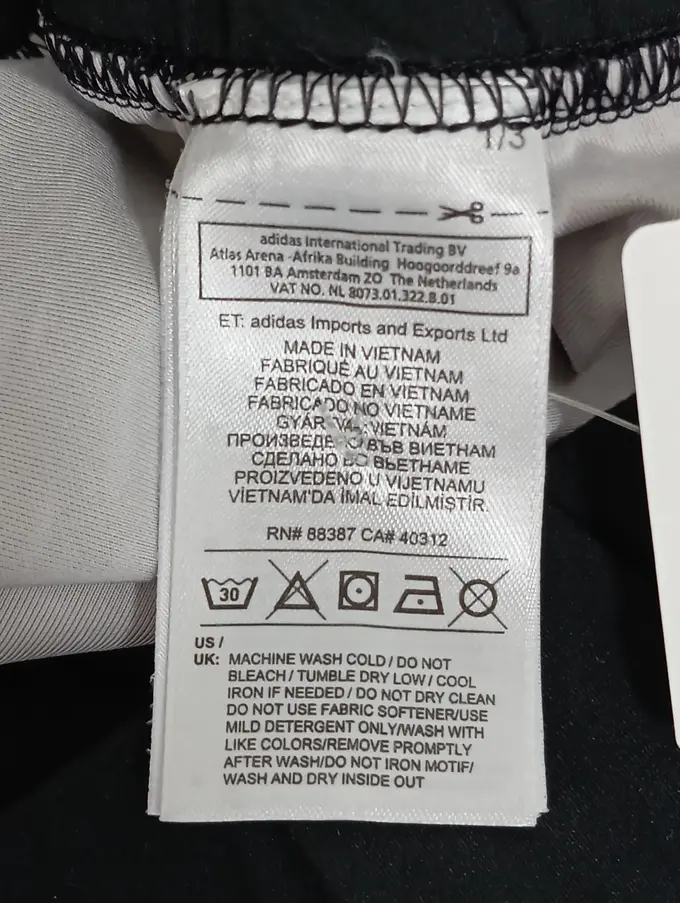 1/3
adidas International Trading BV
Atlas Arena -Afrika Building Hoogoorddreef 9a
1101 BA Amsterdam ZO The Netherlands
VAT NO. NL 8073.01.322.B.01
ET: adidas Imports and Exports Ltd
MADE IN VIETNAM
FABRIQUÉ AU VIETNAM
FABRICADO EN VIETNAM
FABRICADO NO VIETNAME
VIETNÁM
ВЪВ ВИЕТНАМ
СДЕЛАНО ВЬЕТНАМЕ
PROIZVEDENO U VIJETNAMU
VİETNAM'DA İMAL EDİLMİŞTİR.
RN# 88387 CA# 40312
30
US /
UK: MACHINE WASH COLD / DO NOT
BLEACH / TUMBLE DRY LOW / COOL
IRON IF NEEDED / DO NOT DRY CLEAN
DO NOT USE FABRIC SOFTENER/USE
MILD DETERGENT ONLY/WASH WITH
LIKE COLORS/REMOVE PROMPTLY
AFTER WASH/DO NOT IRON MOTIF/
WASH AND DRY INSIDE OUT